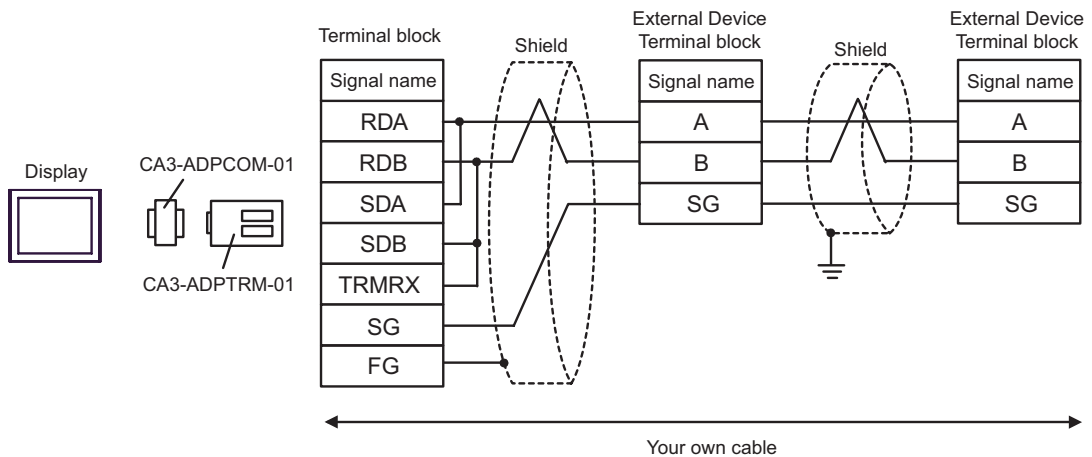 Display
CA3-ADPCOM-01
CA3-ADPTRM-01
Terminal block
Signal name
RDA
RDB
SDA
SDB
TRMRX
SG
FG
Shield
External Device
Terminal block
Signal name
A
B
SG
Shield
External Device
Terminal block
Signal name
A
B
SG
Your own cable